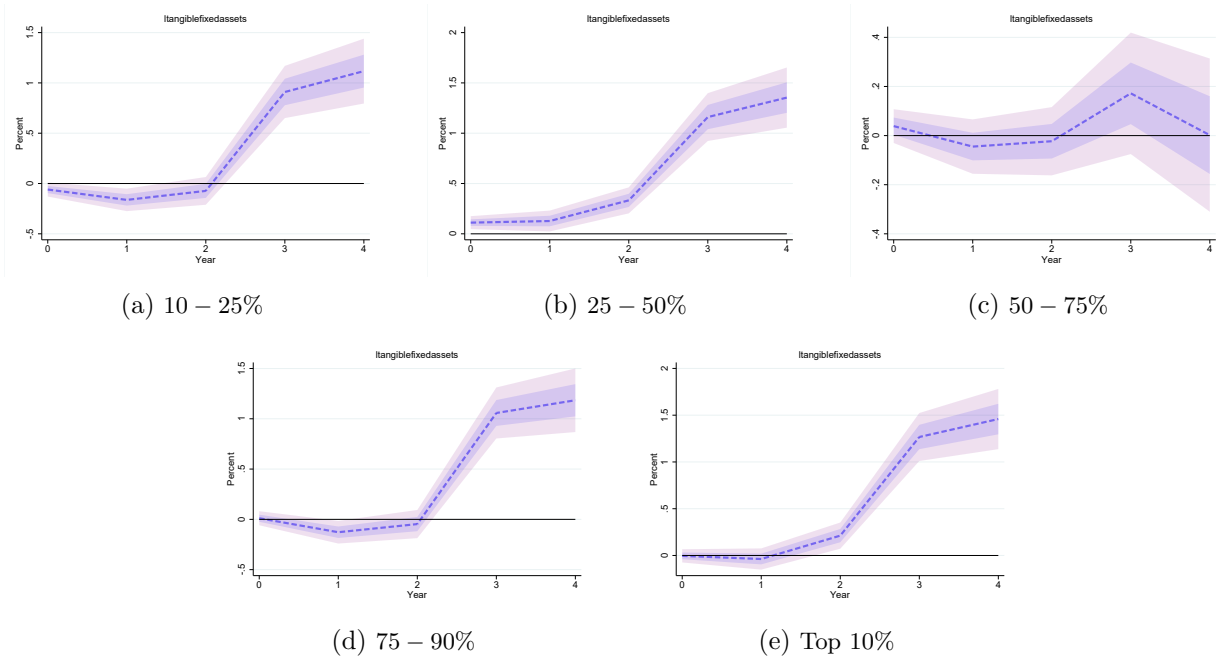 ltangiblefixedassets
1.5
1
.5
0
-.5
Percent
0 1 2 3 4
Year
(a) 10 – 25%
ltangiblefixedassets
2
1.5
1
.5
0
Percent
0 1 2 3 4
Year
(b) 25 – 50%
ltangiblefixedassets
.4
.2
0
-.2
-.4
Percent
0 1 2 3 4
Year
(c) 50 – 75%
ltangiblefixedassets
1.5
1
.5
0
-.5
Percent
0 1 2 3 4
Year
(d) 75 – 90%
ltangiblefixedassets
2
1.5
1
.5
0
Percent
0 1 2 3 4
Year
(e) Top 10%